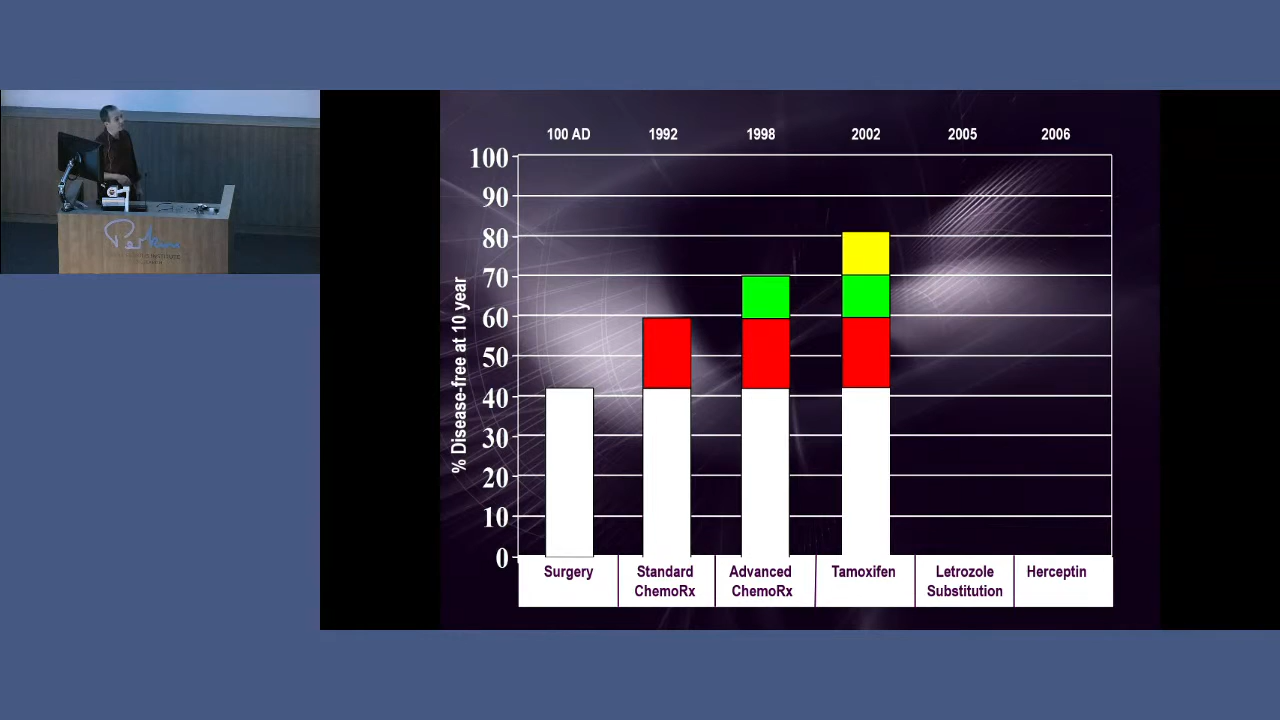 100 AD 1992 1998 2002 2005 2006
100
90
80
70
60
50
40
30
20
10
0
% Disease-free at 10 year
Surgery Standard Advanced Tamoxifen Letrozole Herceptin
ChemoRx ChemoRx Substitution
Perkins